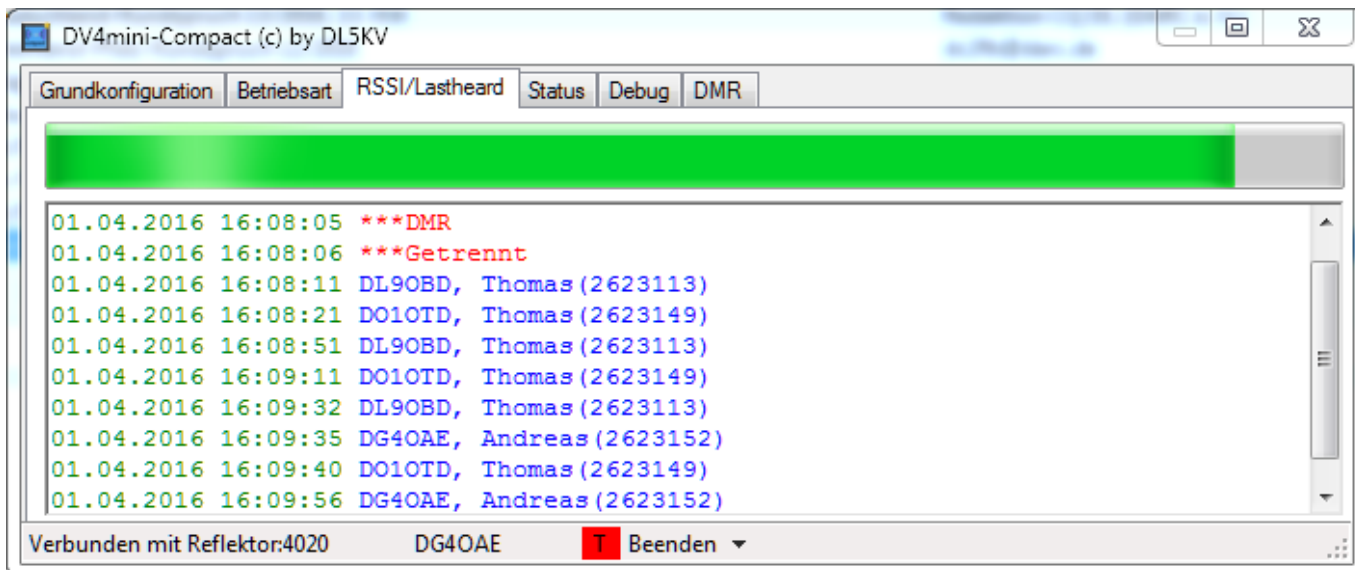 DV4mini-Compact (c) by DL5KV
Grundkonfiguration Betriebsart RSSI/Lastheard Status Debug DMR
01.04.2016 16:08:05 ***DMR
01.04.2016 16:08:06 ***Getrennt
01.04.2016 16:08:11 DL9OBD, Thomas(2623113)
01.04.2016 16:08:21 DO1OTD, Thomas(2623149)
01.04.2016 16:08:51 DL9OBD, Thomas(2623113)
01.04.2016 16:09:11 DO1OTD, Thomas(2623149)
01.04.2016 16:09:32 DL9OBD, Thomas(2623113)
01.04.2016 16:09:35 DG4OAE, Andreas(2623152)
01.04.2016 16:09:40 DO1OTD, Thomas(2623149)
01.04.2016 16:09:56 DG4OAE, Andreas(2623152)
Verbunden mit Reflektor:4020 DG4OAE T Beenden